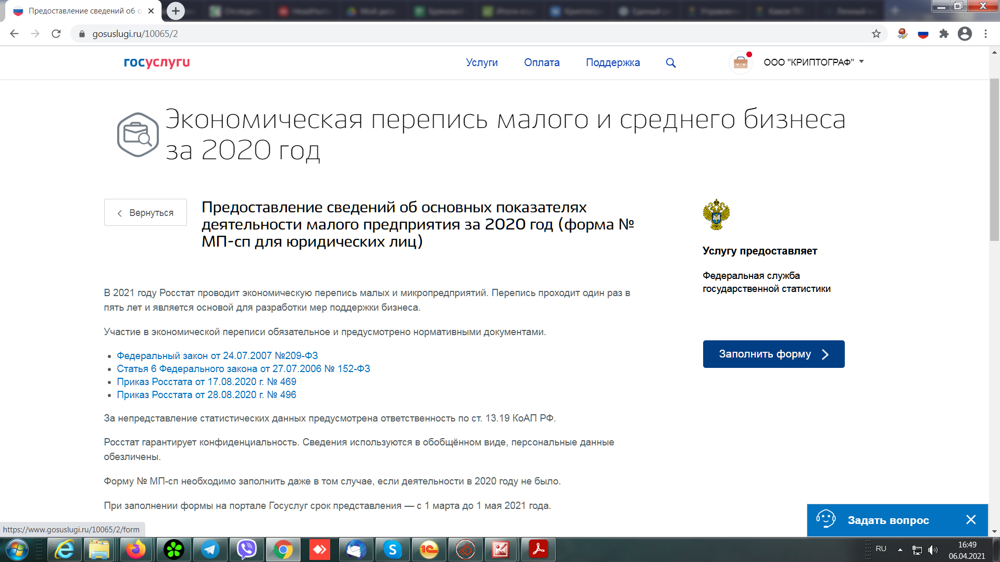 Предоставление сведений об о
gosuslugi.ru/10065/2
госуслуги
Услуги
Оплата
Поддержка
ООО "КРИПТОГРАФ"
Экономическая перепись малого и среднего бизнеса
за 2020 год
Вернуться
Предоставление сведений об основных показателях
деятельности малого предприятия за 2020 год (форма №
МП-сп для юридических лиц)
Услугу предоставляет
Федеральная служба
государственной статистики
Заполнить форму
В 2021 году Росстат проводит экономическую перепись малых и микропредприятий. Перепись проходит один раз в
пять лет и является основой для разработки мер поддержки бизнеса.
Участие в экономической переписи обязательное и предусмотрено нормативными документами.
Федеральный закон от 24.07.2007 №209-ФЗ
Статья 6 Федерального закона от 27.07.2006 № 152-ФЗ
Приказ Росстата от 17.08.2020 г. № 469
Приказ Росстата от 28.08.2020 г. № 496
За непредставление статистических данных предусмотрена ответственность по ст. 13.19 КоАП РФ.
Росстат гарантирует конфиденциальность. Сведения используются в обобщённом виде, персональные данные
обезличены.
Форму № МП-сп необходимо заполнить даже в том случае, если деятельности в 2020 году не было.
При заполнении формы на портале Госуслуг срок представления — с 1 марта до 1 мая 2021 года.
Задать вопрос
https://www.gosuslugi.ru/10065/2/form
RU
16:49
06.04.2021